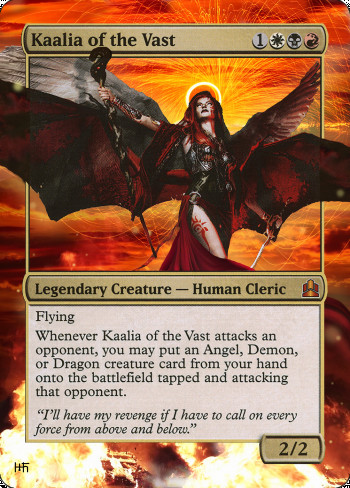 Kaalia of the Vast 1
Legendary Creature — Human Cleric
Flying
Whenever Kaalia of the Vast attacks an
opponent, you may put an Angel, Demon,
or Dragon creature card from your hand
onto the battlefield tapped and attacking
that opponent.
“I’ll have my revenge if I have to call on every
force from above and below.”
2/2